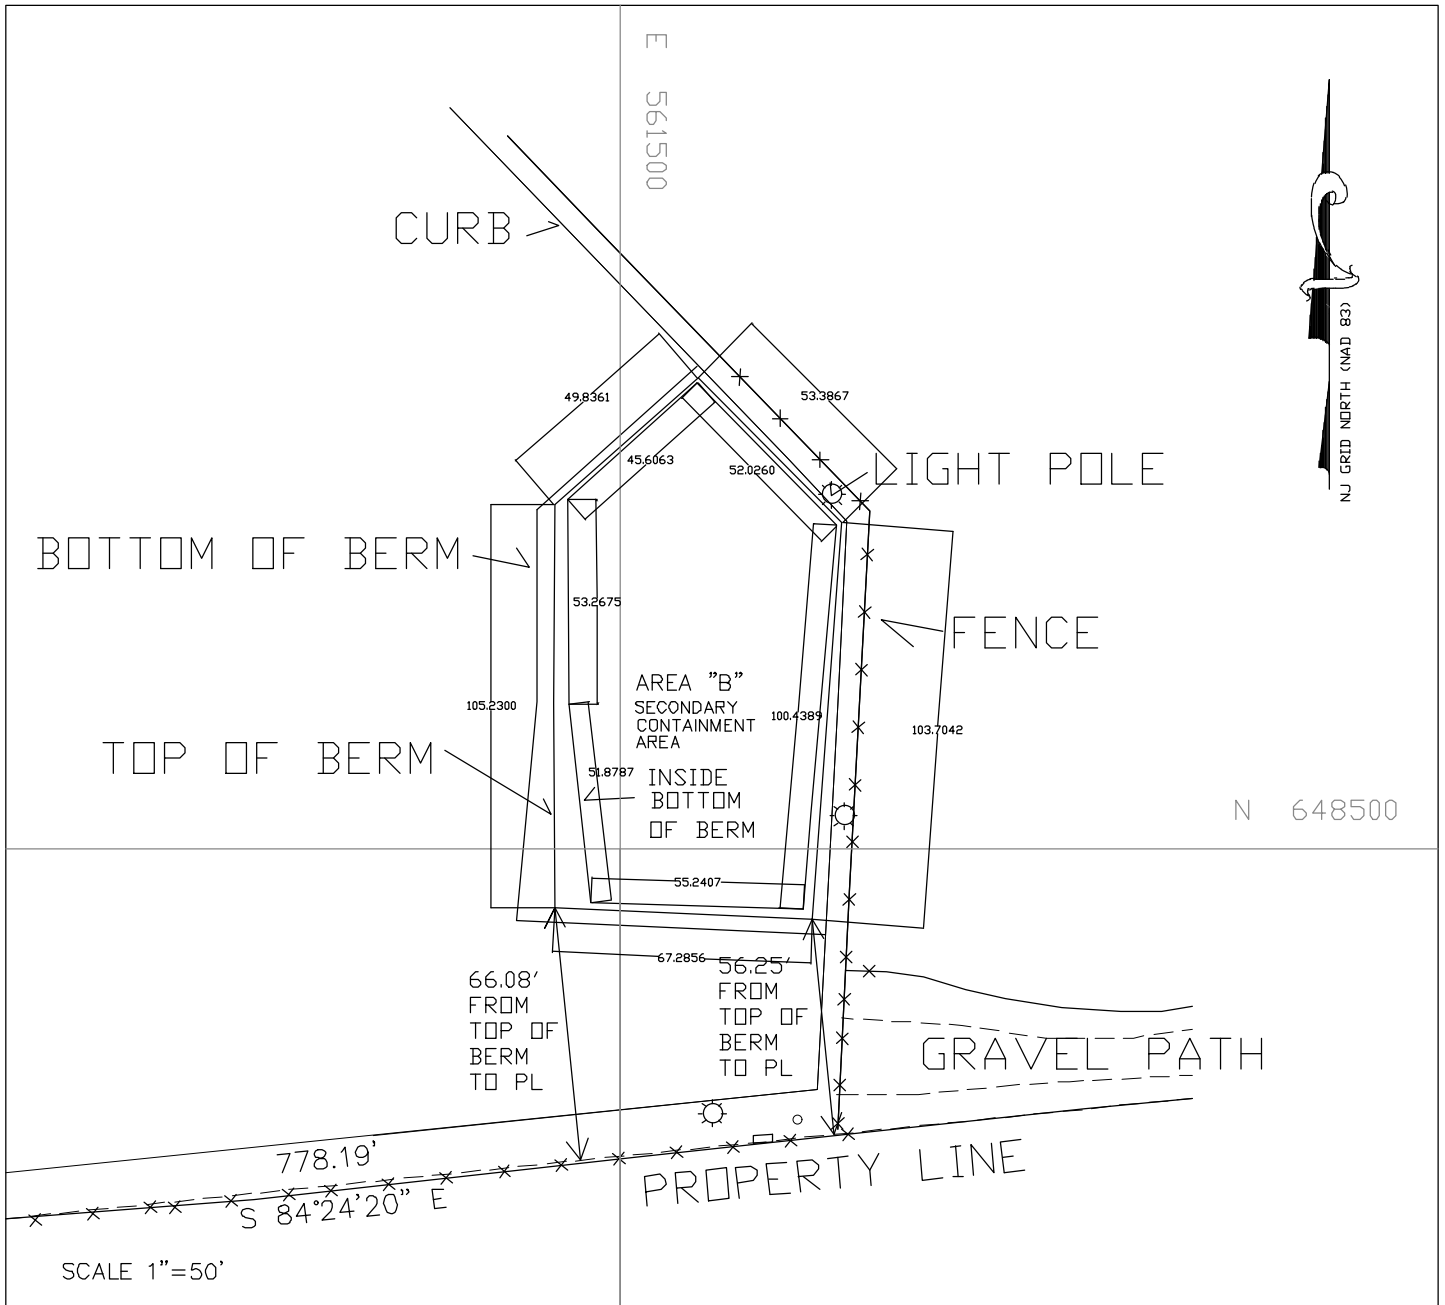 E 561500
CURB
NJ GRID NORTH (NAD 83)
49.8361
53.3867
45.6063
52.0260
LIGHT POLE
BOTTOM OF BERM
53.2675
FENCE
AREA "B"
SECONDARY
CONTAINMENT
AREA
105.2300
100.4389
103.7042
TOP OF BERM
51.8787
INSIDE
BOTTOM
OF BERM
N 648500
55.2407
67.2856
66.08'
FROM
TOP OF
BERM
TO PL
56.25'
FROM
TOP OF
BERM
TO PL
GRAVEL PATH
778.19'
S 84°24'20" E
PROPERTY LINE
SCALE 1"=50'